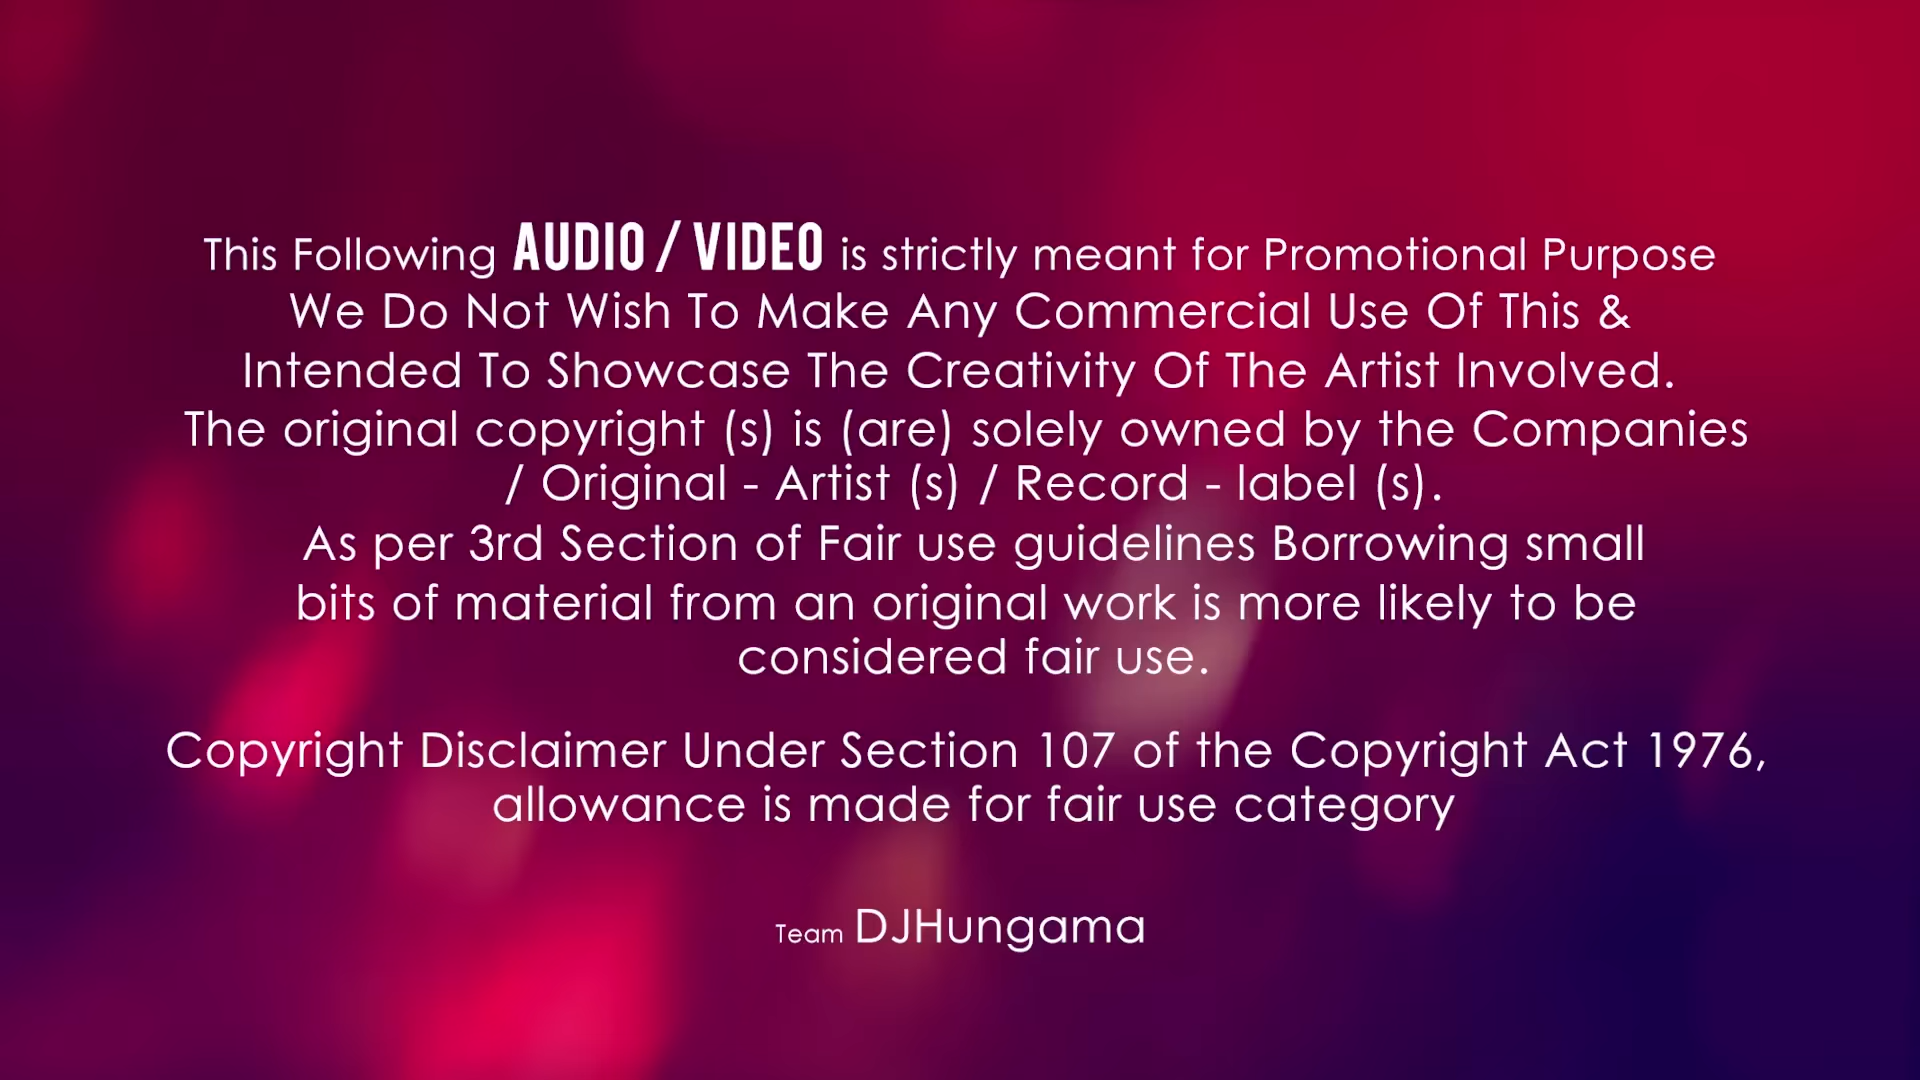 This Following AUDIO / VIDEO is strictly meant for Promotional Purpose
We Do Not Wish To Make Any Commercial Use Of This &
Intended To Showcase The Creativity Of The Artist Involved.
The original copyright (s) is (are) solely owned by the Companies
/ Original - Artist (s) / Record - label (s).
As per 3rd Section of Fair use guidelines Borrowing small
bits of material from an original work is more likely to be
considered fair use.
Copyright Disclaimer Under Section 107 of the Copyright Act 1976,
allowance is made for fair use category
Team DJHungama